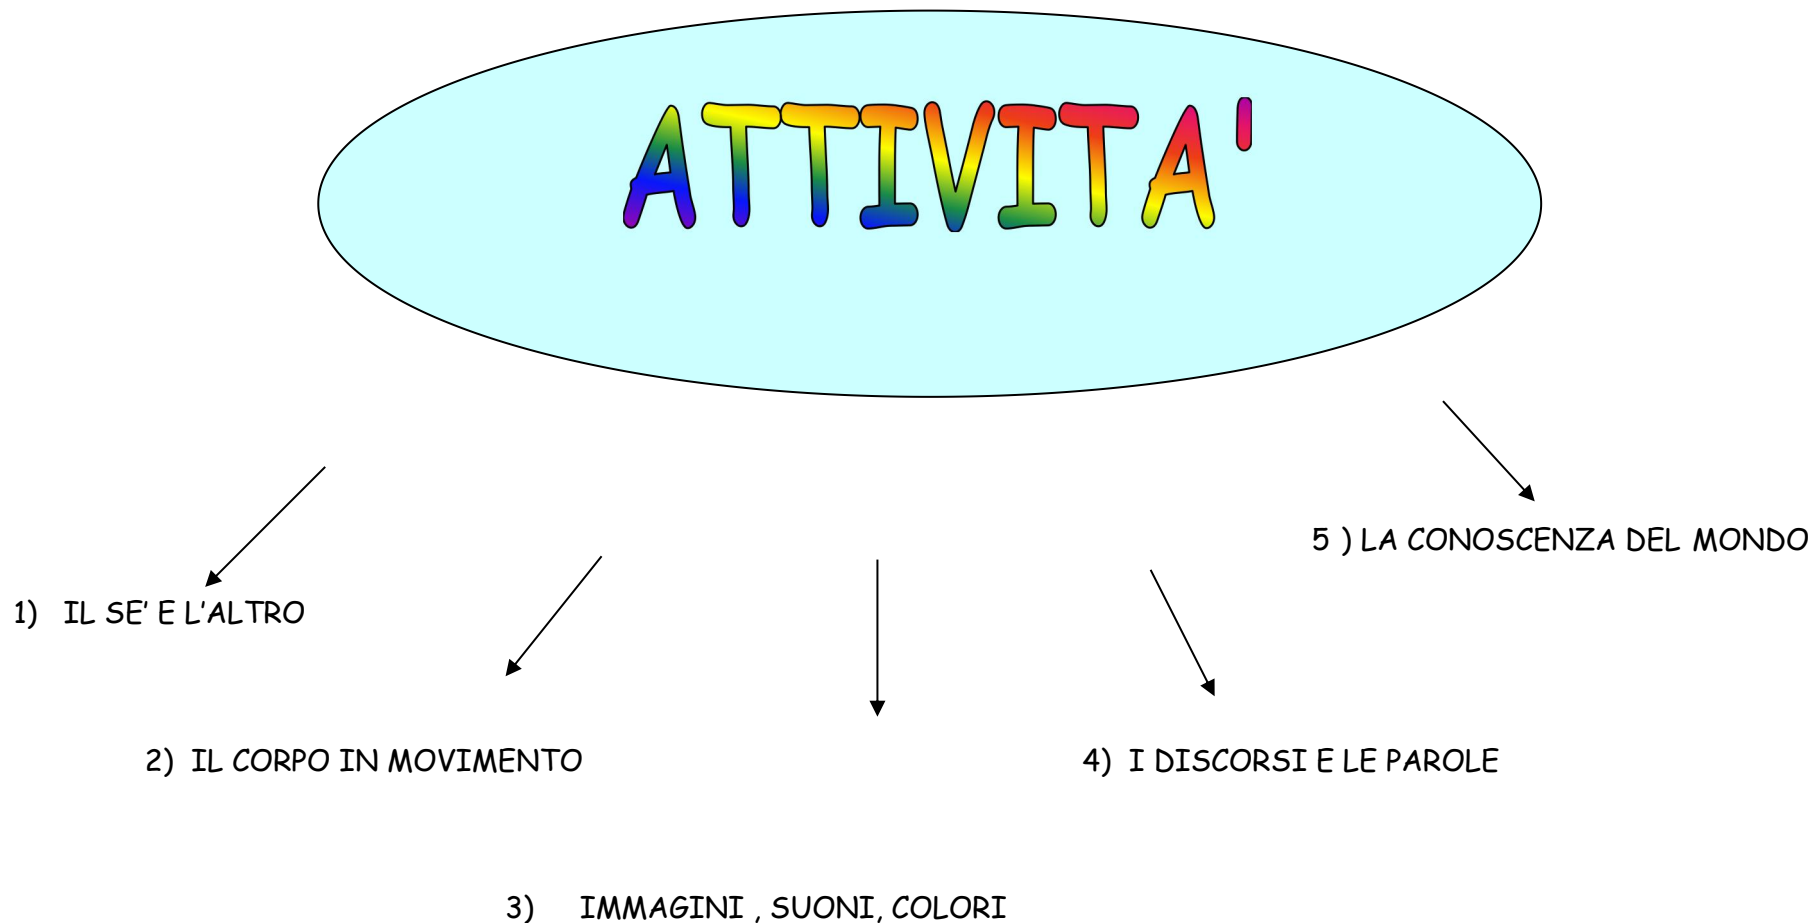 ATTIVITA'
5 ) LA CONOSCENZA DEL MONDO
1) IL SE’ E L’ALTRO
2) IL CORPO IN MOVIMENTO
4) I DISCORSI E LE PAROLE
3) IMMAGINI , SUONI, COLORI